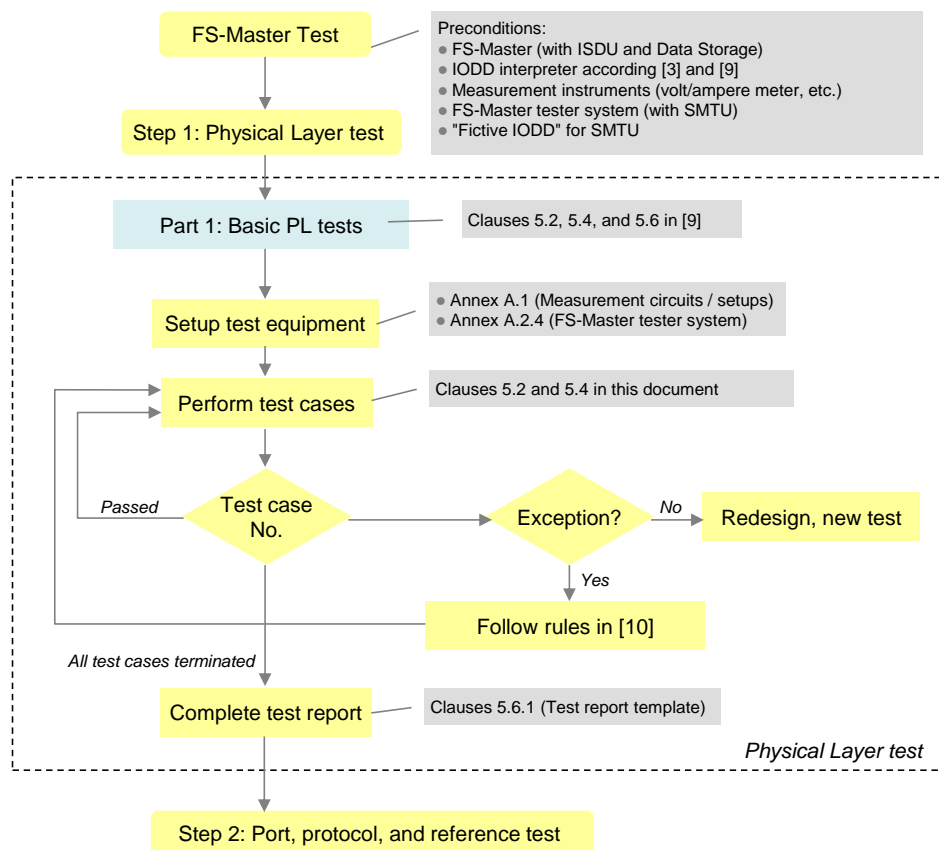 FS-Master Test
Preconditions:
● FS-Master (with ISDU and Data Storage)
● IODD interpreter according [3] and [9]
● Measurement instruments (volt/ampere meter, etc.)
● FS-Master tester system (with SMTU)
● "Fictive IODD" for SMTU
Step 1: Physical Layer test
Part 1: Basic PL tests
Clauses 5.2, 5.4, and 5.6 in [9]
Setup test equipment
● Annex A.1 (Measurement circuits / setups)
● Annex A.2.4 (FS-Master tester system)
Perform test cases
Clauses 5.2 and 5.4 in this document
Passed
Test case
No.
Exception?
No
Redesign, new test
Yes
Follow rules in [10]
All test cases terminated
Complete test report
Clauses 5.6.1 (Test report template)
Physical Layer test
Step 2: Port, protocol, and reference test